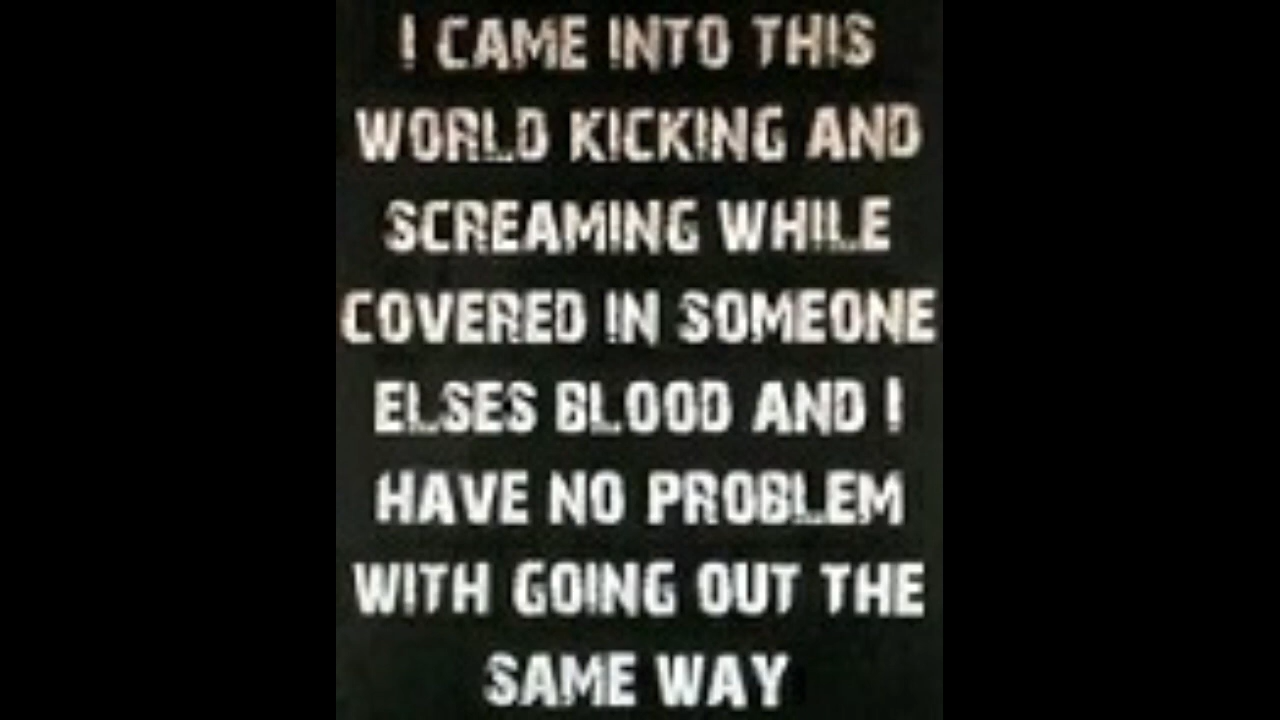 I CAME INTO THIS
WORLD KICKING AND
SCREAMING WHILE
COVERED IN SOMEONE
ELSES BLOOD AND I
HAVE NO PROBLEM
WITH GOING OUT THE
SAME WAY